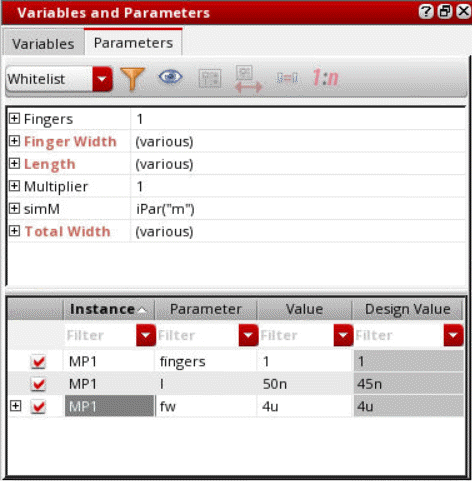 Variables and Parameters
Variables Parameters
Whitelist 1:n
Fingers 1
Finger Width (various)
Length (various)
Multiplier 1
simM iPar("m")
Total Width (various)
Instance Parameter Value Design Value
Filter Filter Filter Filter
MP1 fingers 1 1
MP1 l 50n 45n
MP1 fw 4u 4u